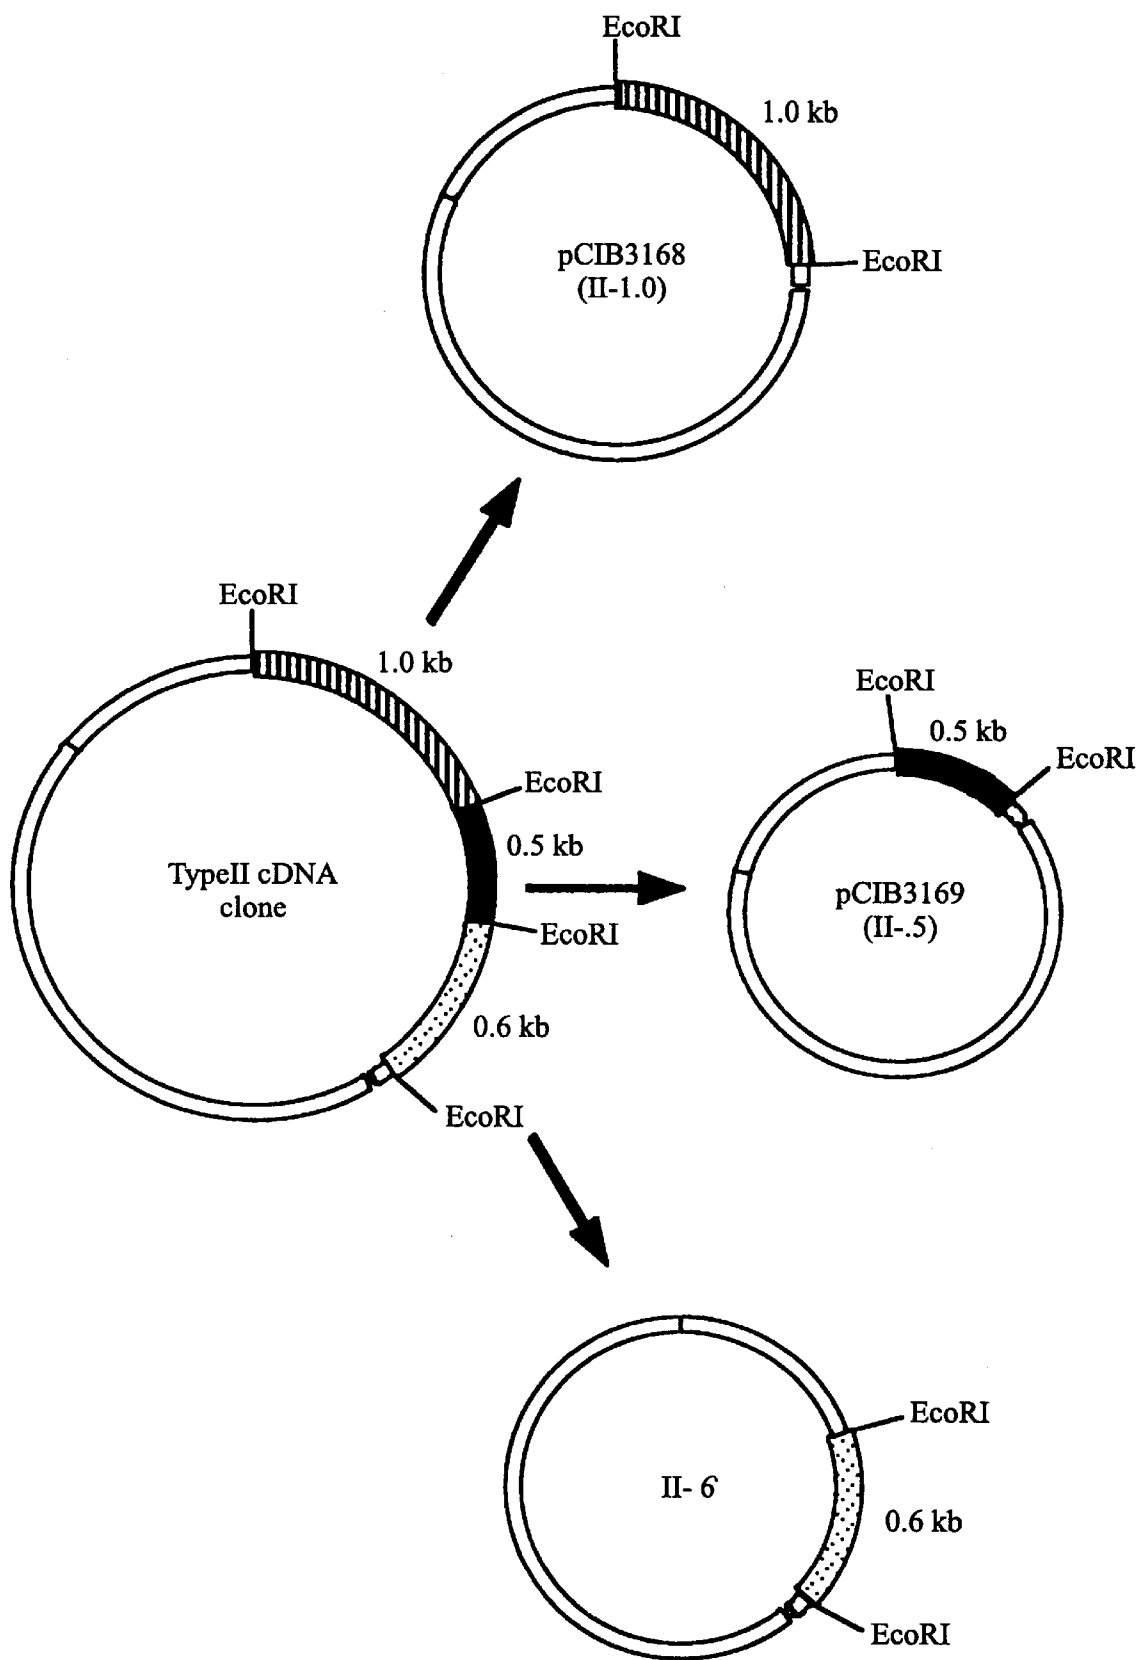 EcoRI
1.0 kb
pCIB3168
(II-1.0)
EcoRI
EcoRI
1.0 kb
EcoRI
0.5 kb
TypeII cDNA
clone
EcoRI
0.6 kb
EcoRI
EcoRI
0.5 kb
EcoRI
pCIB3169
(II-.5)
EcoRI
II- 6
0.6 kb
EcoRI